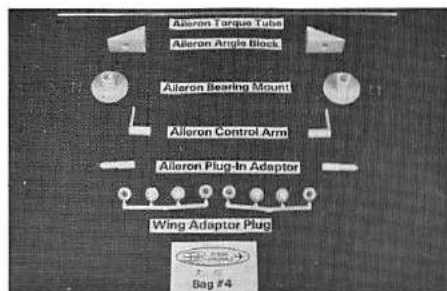 Aileron Torque Tube
Aileron Angle Block
Aileron Bearing Mount
Aileron Control Arm
Aileron Plug-In Adaptor
Wing Adaptor Plug
Bag #4